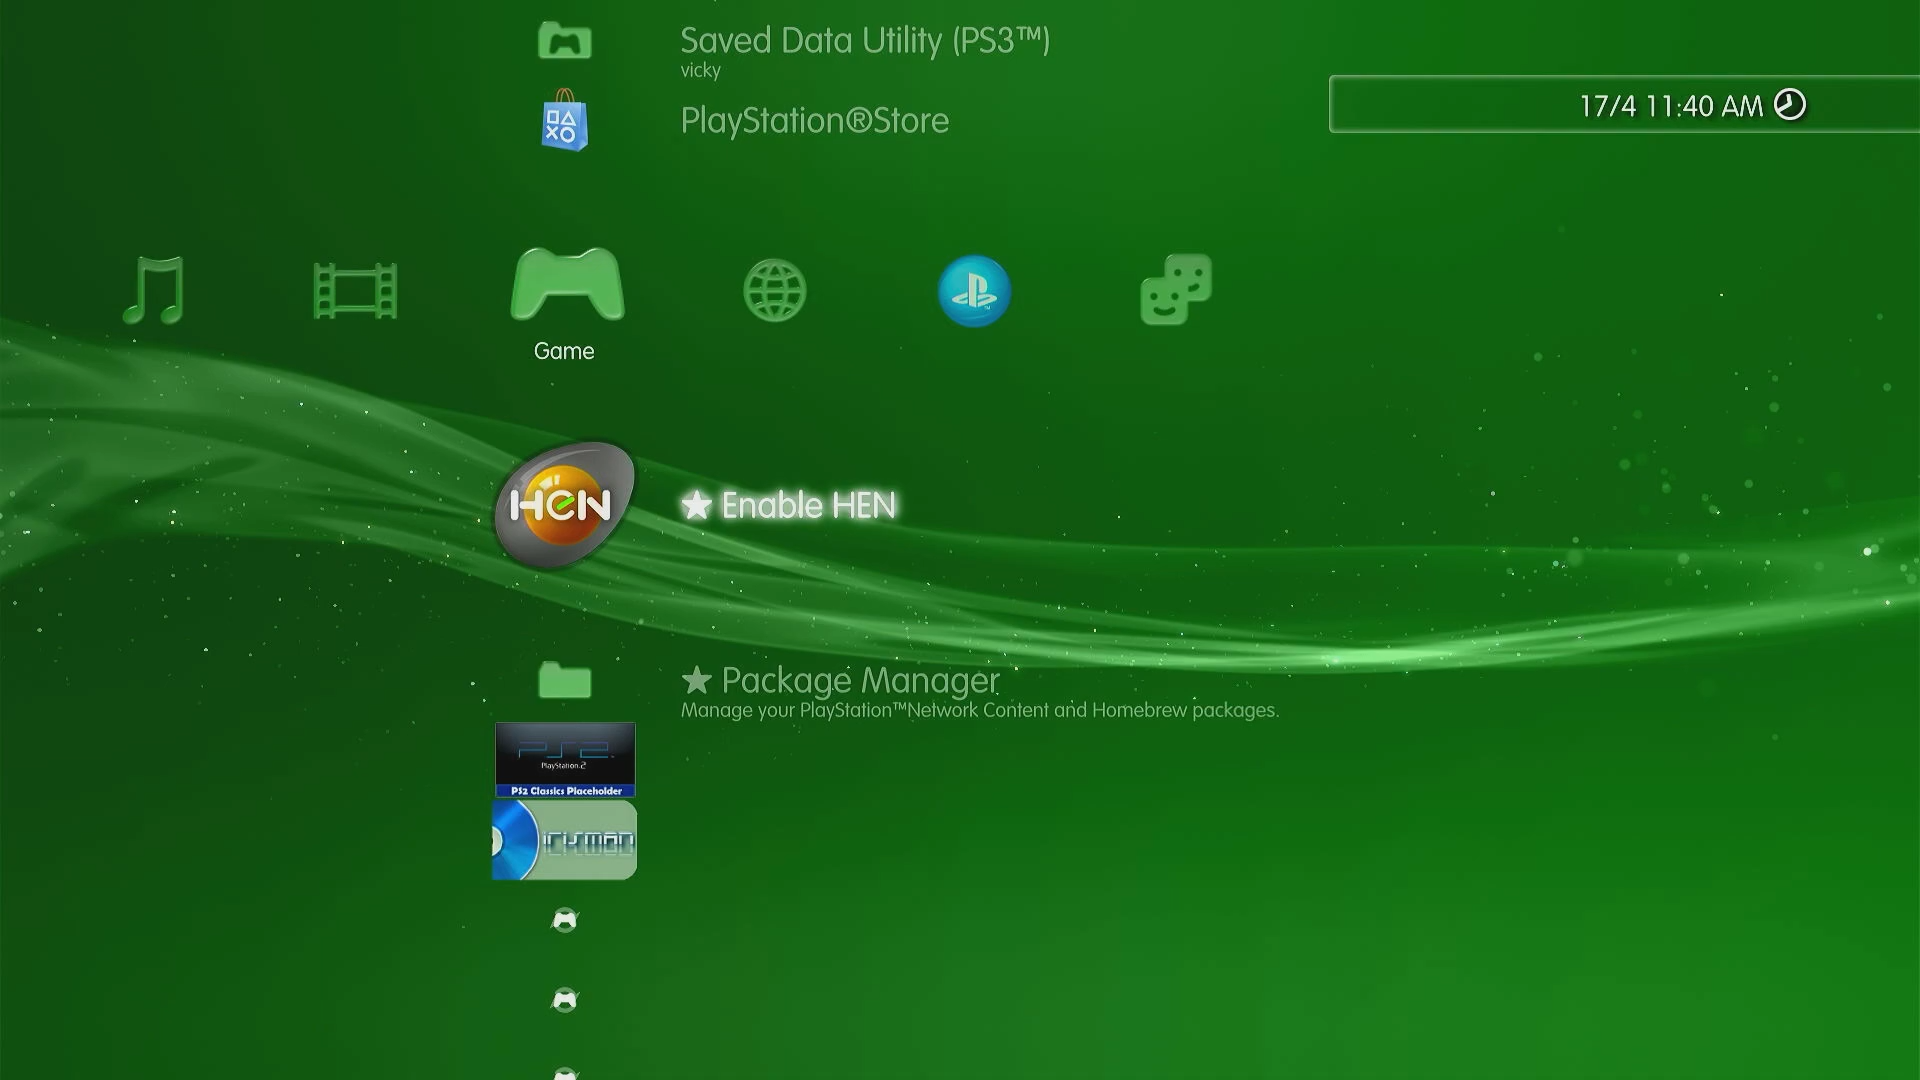 Saved Data Utility (PS3™)
vicky
PlayStation®Store
17/4 11:40 AM
Game
HEN
★ Enable HEN
★ Package Manager
Manage your PlayStation™Network Content and Homebrew packages.
PS2
PlayStation.2
PS2 Classics Placeholder